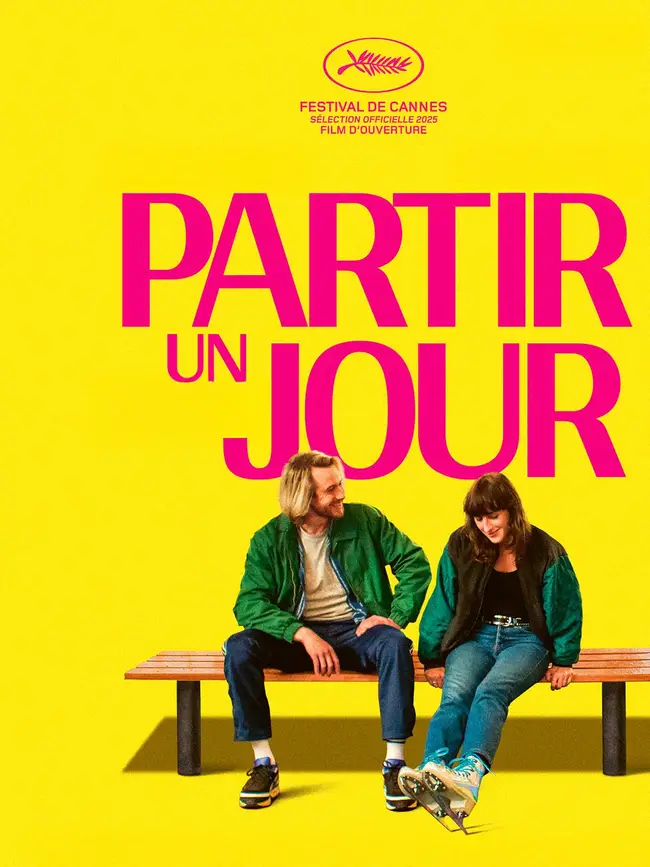 FESTIVAL DE CANNES
SÉLECTION OFFICIELLE 2025
FILM D'OUVERTURE
PARTIR
UN
JOUR